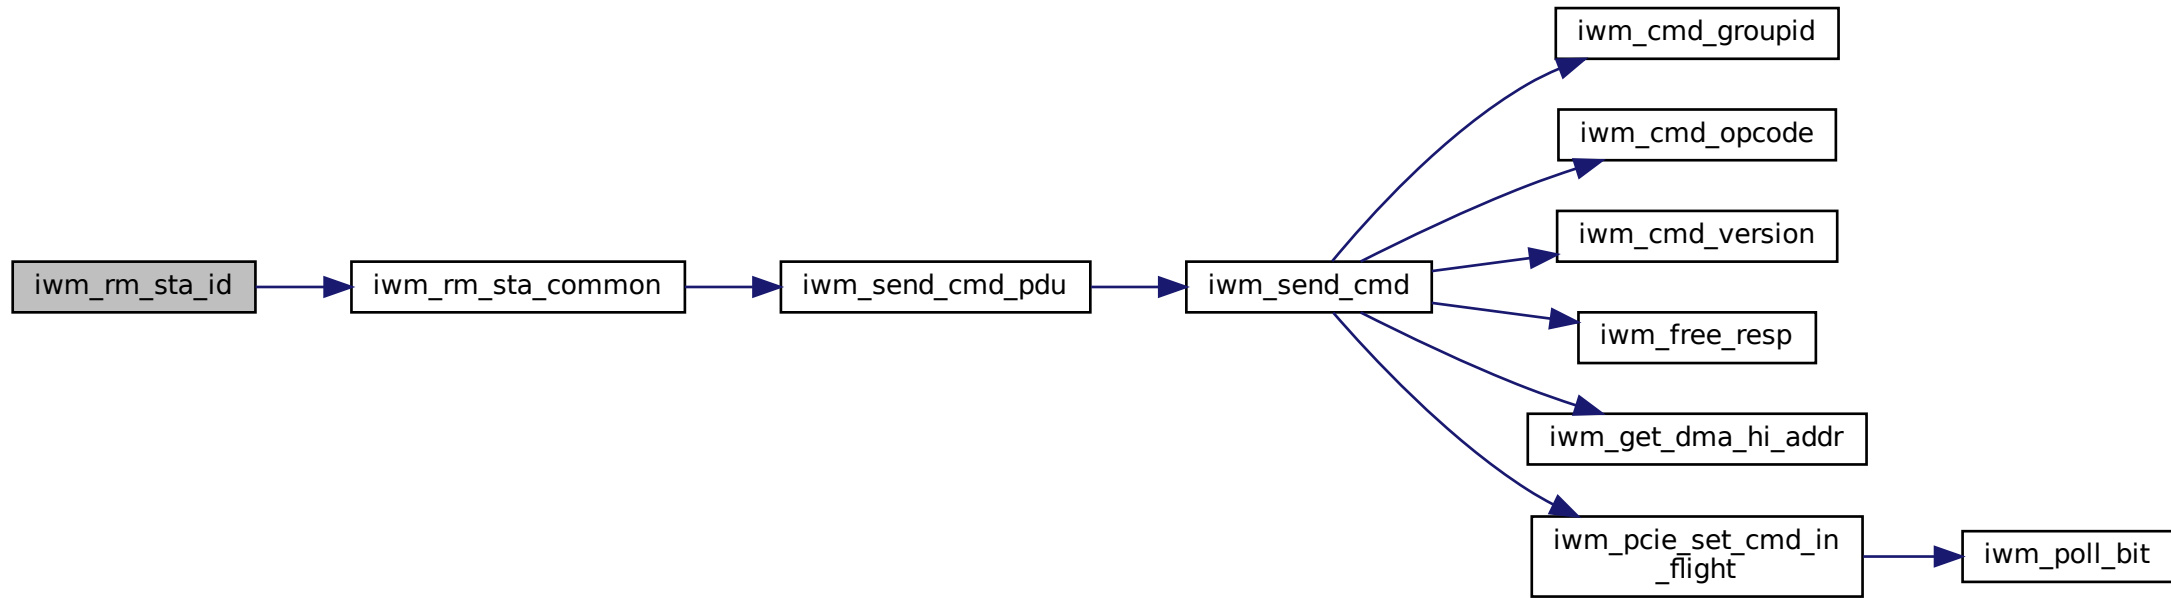 iwm_cmd_groupid
iwm_cmd_opcode
iwm_cmd_version
iwm_rm_sta_id
iwm_rm_sta_common
iwm_send_cmd_pdu
iwm_send_cmd
iwm_free_resp
iwm_get_dma_hi_addr
iwm_pcie_set_cmd_in
_flight
iwm_poll_bit